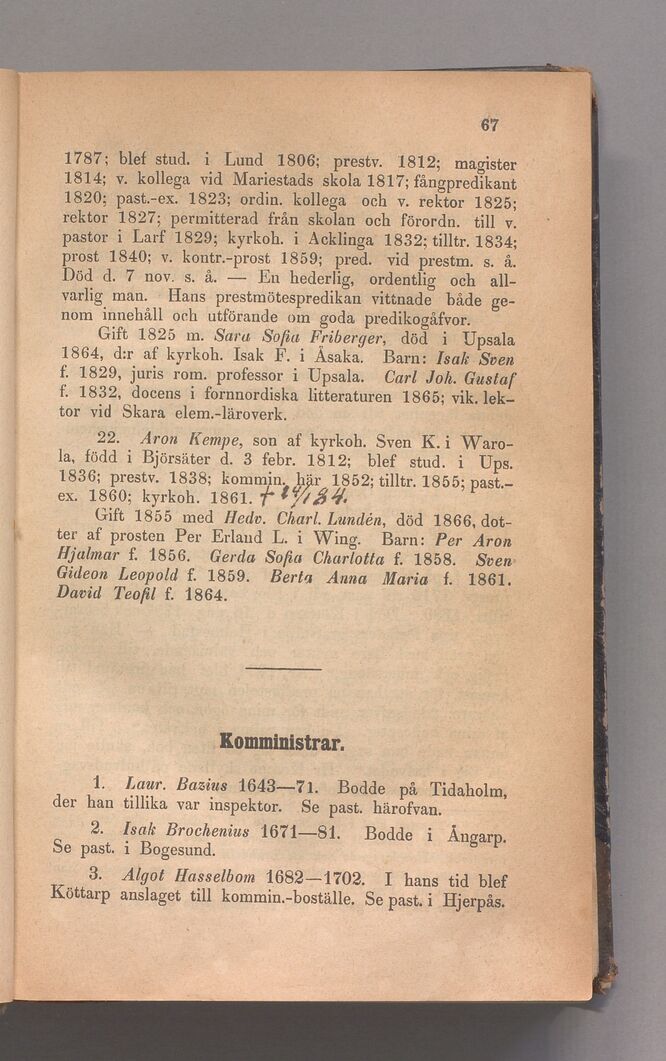 67
1787; blef stud. i Lund 1806; prestv. 1812; magister
1814; v. kollega vid Mariestads skola 1817; fångpredikant
1820; past.-ex. 1823; ordin. kollega och v. rektor 1825;
rektor 1827; permitterad från skolan och förordn. till v.
pastor i Larf 1829; kyrkoh. i Acklinga 1832; tilltr. 1834;
prost 1840; v. kontr.-prost 1859; pred. vid prestm. s. å.
Död d. 7 nov. s. å. — En hederlig, ordentlig och all-
varlig man. Hans prestmötespredikan vittnade både ge-
nom innehåll och utförande om goda predikogåfvor.
Gift 1825 m. Sara Sofia Friberger, död i Upsala
1864, d:r af kyrkoh. Isak F. i Åsaka. Barn: Isak Sven
f. 1829, juris rom. professor i Upsala. Carl Joh. Gustaf
f. 1832, docens i fornnordiska litteraturen 1865; vik. lek-
tor vid Skara elem.-läroverk.
22. Aron Kempe, son af kyrkoh. Sven K. i Waro-
la, född i Björsäter d. 3 febr. 1812; blef stud. i Ups.
1836; prestv. 1838; kommin. här 1852; tilltr. 1855; past.-
ex. 1860; kyrkoh. 1861. †
Gift 1855 med Hedv. Charl. Lundén, död 1866, dot-
ter af prosten Per Erland L. i Wing. Barn: Per Aron
Hjalmar f. 1856. Gerda Sofia Charlotta f. 1858. Sven
Gideon Leopold f. 1859. Berta Anna Maria f. 1861.
David Teofil f. 1864.
Komministrar.
1. Laur. Bazius 1643—71. Bodde på Tidaholm,
der han tillika var inspektor. Se past. härofvan.
2. Isak Brochenius 1671—81. Bodde i Ångarp.
Se past. i Bogesund.
3. Algot Hasselbom 1682—1702. I hans tid blef
Köttarp anslaget till kommin.-boställe. Se past. i Hjerpås.